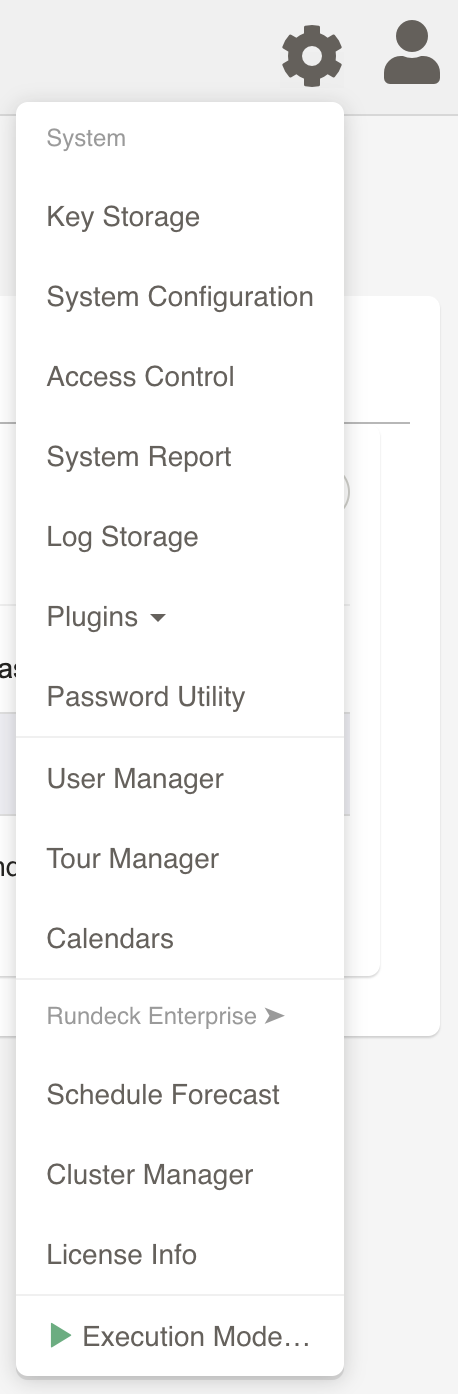 System
Key Storage
System Configuration
Access Control
System Report
Log Storage
Plugins
as
Password Utility
User Manager
Tour Manager
Calendars
Rundeck Enterprise ➤
Schedule Forecast
Cluster Manager
License Info
Execution Mode...